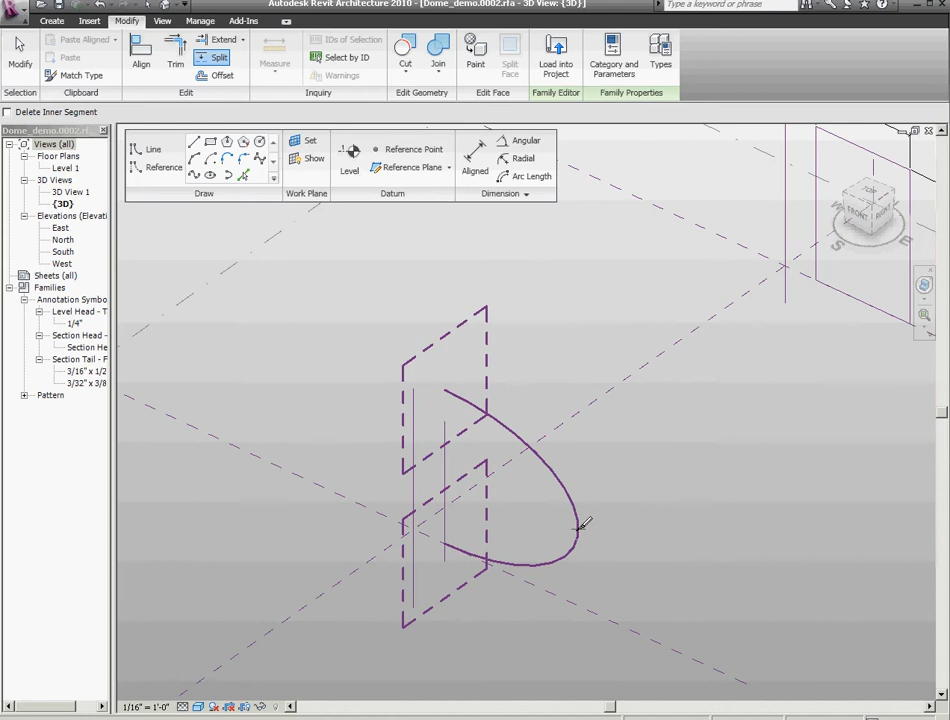 Autodesk Revit Architecture 2010 - [Dome_demo.0002.rfa - 3D View: {3D}]
Type a keyword or phrase
Create
Insert
Modify
View
Manage
Add-Ins
Modify
Paste Aligned
Paste
Match Type
Align
Trim
Extend
Split
Offset
Measure
IDs of Selection
Select by ID
Warnings
Cut
Join
Paint
Split
Face
Load into
Project
Category and
Parameters
Types
Selection
Clipboard
Edit
Inquiry
Edit Geometry
Edit Face
Family Editor
Family Properties
Delete Inner Segment
Dome_demo.0002.rf
Views (all)
Floor Plans
Level 1
3D Views
3D View 1
{3D}
Elevations (Elevati
East
North
South
West
Sheets (all)
Families
Annotation Symbo
Level Head - T
1/4"
Section Head -
Section He
Section Tail - F
3/16" x 1/2
3/32" x 3/8
Pattern
Line
Reference
Set
Show
Level
Reference Point
Reference Plane
Aligned
Angular
Radial
Arc Length
Draw
Work Plane
Datum
Dimension
TOP
FRONT
RIGHT
W
S
E
1/16" = 1'-0"